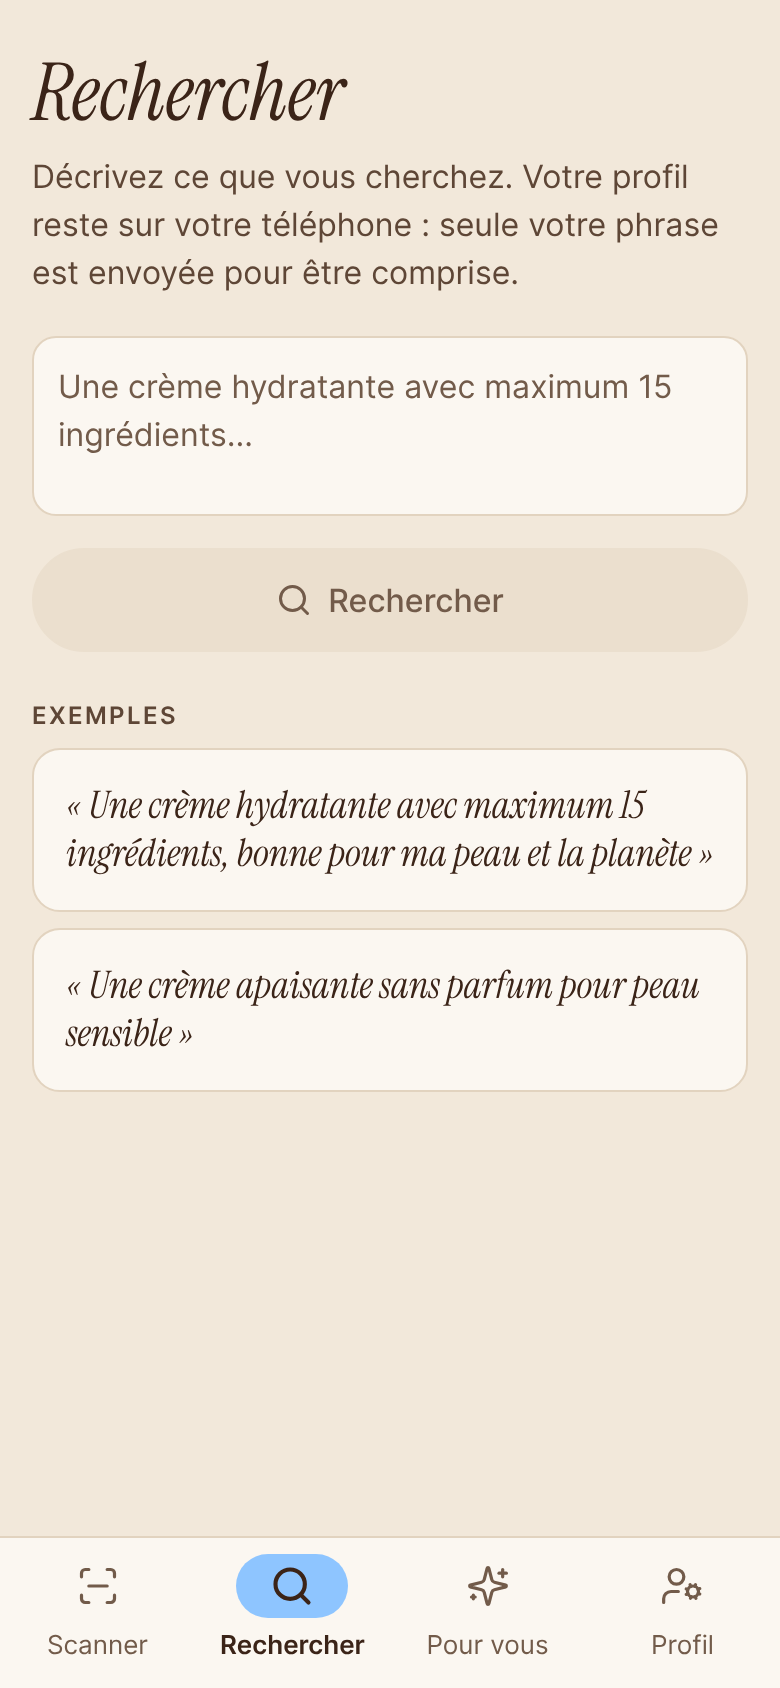 Rechercher
Décrivez ce que vous cherchez. Votre profil
reste sur votre téléphone : seule votre phrase
est envoyée pour être comprise.
Une crème hydratante avec maximum 15
ingrédients...
Rechercher
EXEMPLES
« Une crème hydratante avec maximum 15
ingrédients, bonne pour ma peau et la planète »
« Une crème apaisante sans parfum pour peau
sensible »
Scanner
Rechercher
Pour vous
Profil